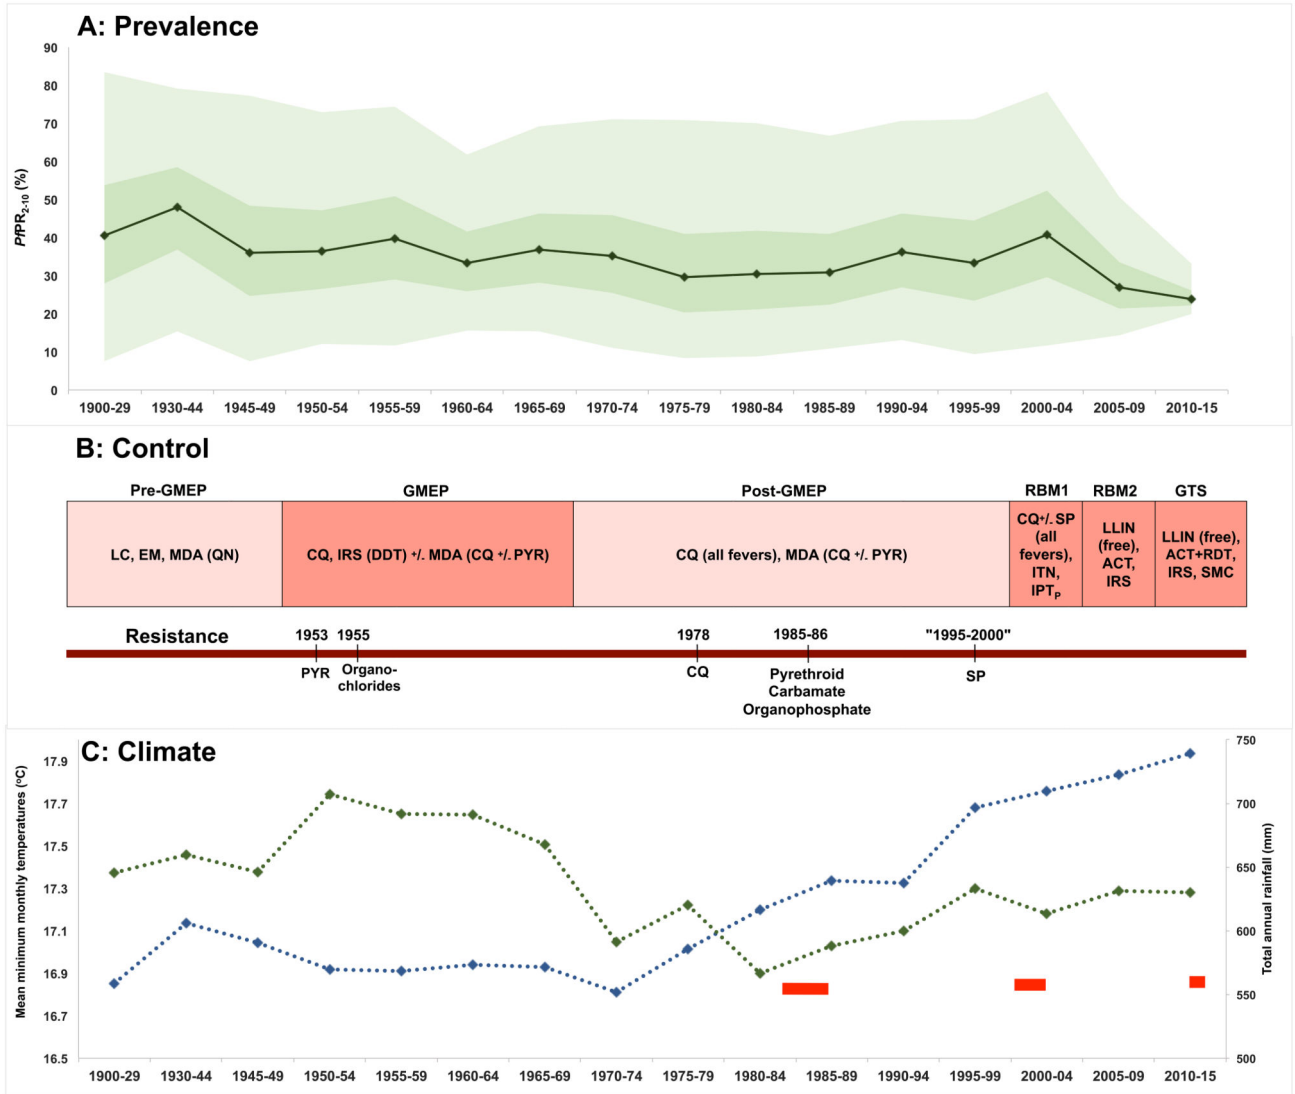 A: Prevalence
90
80
70
60
50
40
30
20
10
0
PfPR2-10 (%)
1900-29 1930-44 1945-49 1950-54 1955-59 1960-64 1965-69 1970-74 1975-79 1980-84 1985-89 1990-94 1995-99 2000-04 2005-09 2010-15
B: Control
Pre-GMEP GMEP Post-GMEP RBM1 RBM2 GTS
LC, EM, MDA (QN)
CQ, IRS (DDT) +/- MDA (CQ +/- PYR)
CQ (all fevers), MDA (CQ +/- PYR)
CQ+/- SP
(all
fevers),
ITN,
IPTP
LLIN
(free),
ACT,
IRS
LLIN (free),
ACT+RDT,
IRS, SMC
Resistance
1953 1955 1978 1985-86 "1995-2000"
PYR
Organo-
chlorides
CQ
Pyrethroid
Carbamate
Organophosphate
SP
C: Climate
17.9
17.7
17.5
17.3
17.1
16.9
16.7
16.5
Mean minimum monthly temperatures (oC)
750
700
650
600
550
500
Total annual rainfall (mm)
1900-29 1930-44 1945-49 1950-54 1955-59 1960-64 1965-69 1970-74 1975-79 1980-84 1985-89 1990-94 1995-99 2000-04 2005-09 2010-15